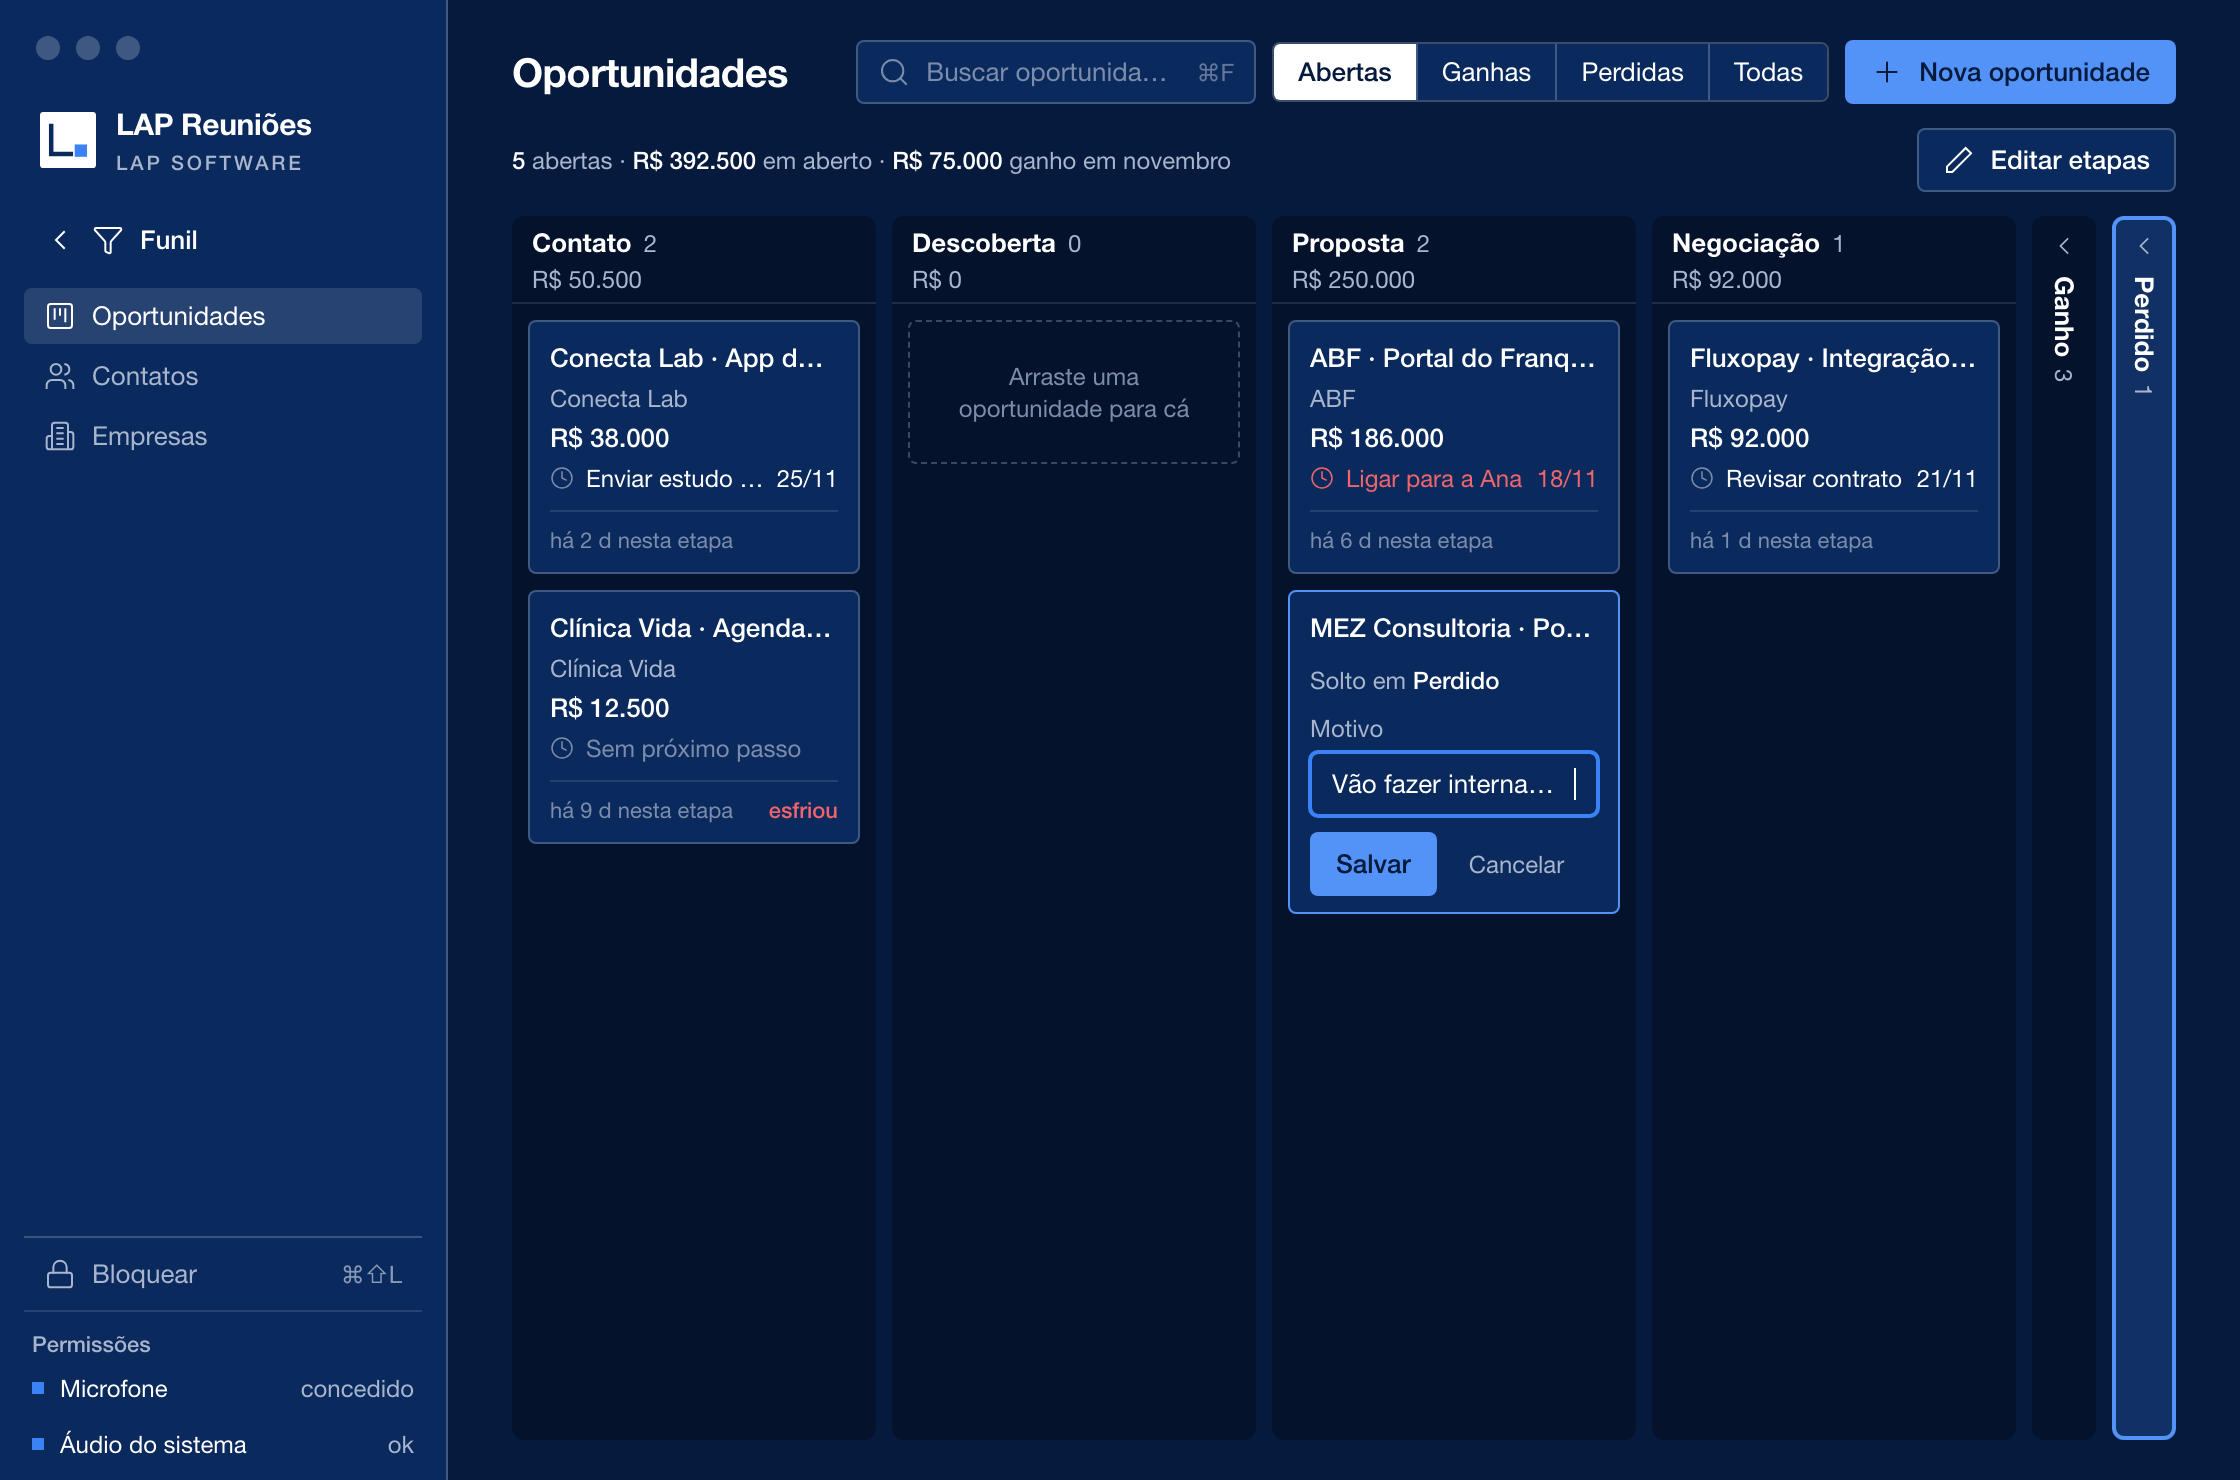 LAP Reuniões
LAP SOFTWARE
Funil
Oportunidades
Contatos
Empresas
Bloquear ⌘⇧L
Permissões
Microfone concedido
Áudio do sistema ok
Oportunidades
Buscar oportunida… ⌘F
Abertas Ganhas Perdidas Todas
Nova oportunidade
5 abertas · R$ 392.500 em aberto · R$ 75.000 ganho em novembro
Editar etapas
Contato 2
R$ 50.500
Conecta Lab · App d…
Conecta Lab
R$ 38.000
Enviar estudo … 25/11
há 2 d nesta etapa
Clínica Vida · Agenda…
Clínica Vida
R$ 12.500
Sem próximo passo
há 9 d nesta etapa esfriou
Descoberta 0
R$ 0
Arraste uma
oportunidade para cá
Proposta 2
R$ 250.000
ABF · Portal do Franq…
ABF
R$ 186.000
Ligar para a Ana 18/11
há 6 d nesta etapa
MEZ Consultoria · Po…
Solto em Perdido
Motivo
Vão fazer interna…
Salvar Cancelar
Negociação 1
R$ 92.000
Fluxopay · Integração…
Fluxopay
R$ 92.000
Revisar contrato 21/11
há 1 d nesta etapa
Ganho 3
Perdido 1